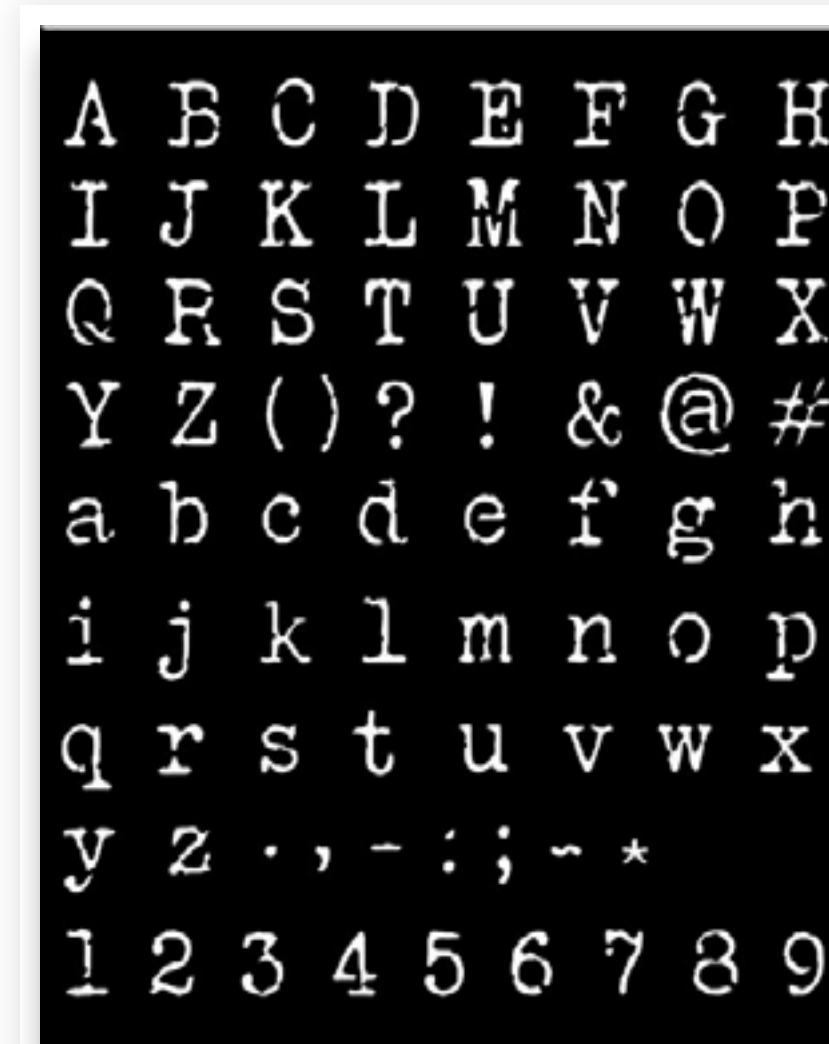 A B C D E F G H
I J K L M N O P
Q R S T U V W X
Y Z ( ) ? ! & @ #
a b c d e f g h
i j k l m n o p
q r s t u v w x
y z . , - : ; ~ *
1 2 3 4 5 6 7 8 9